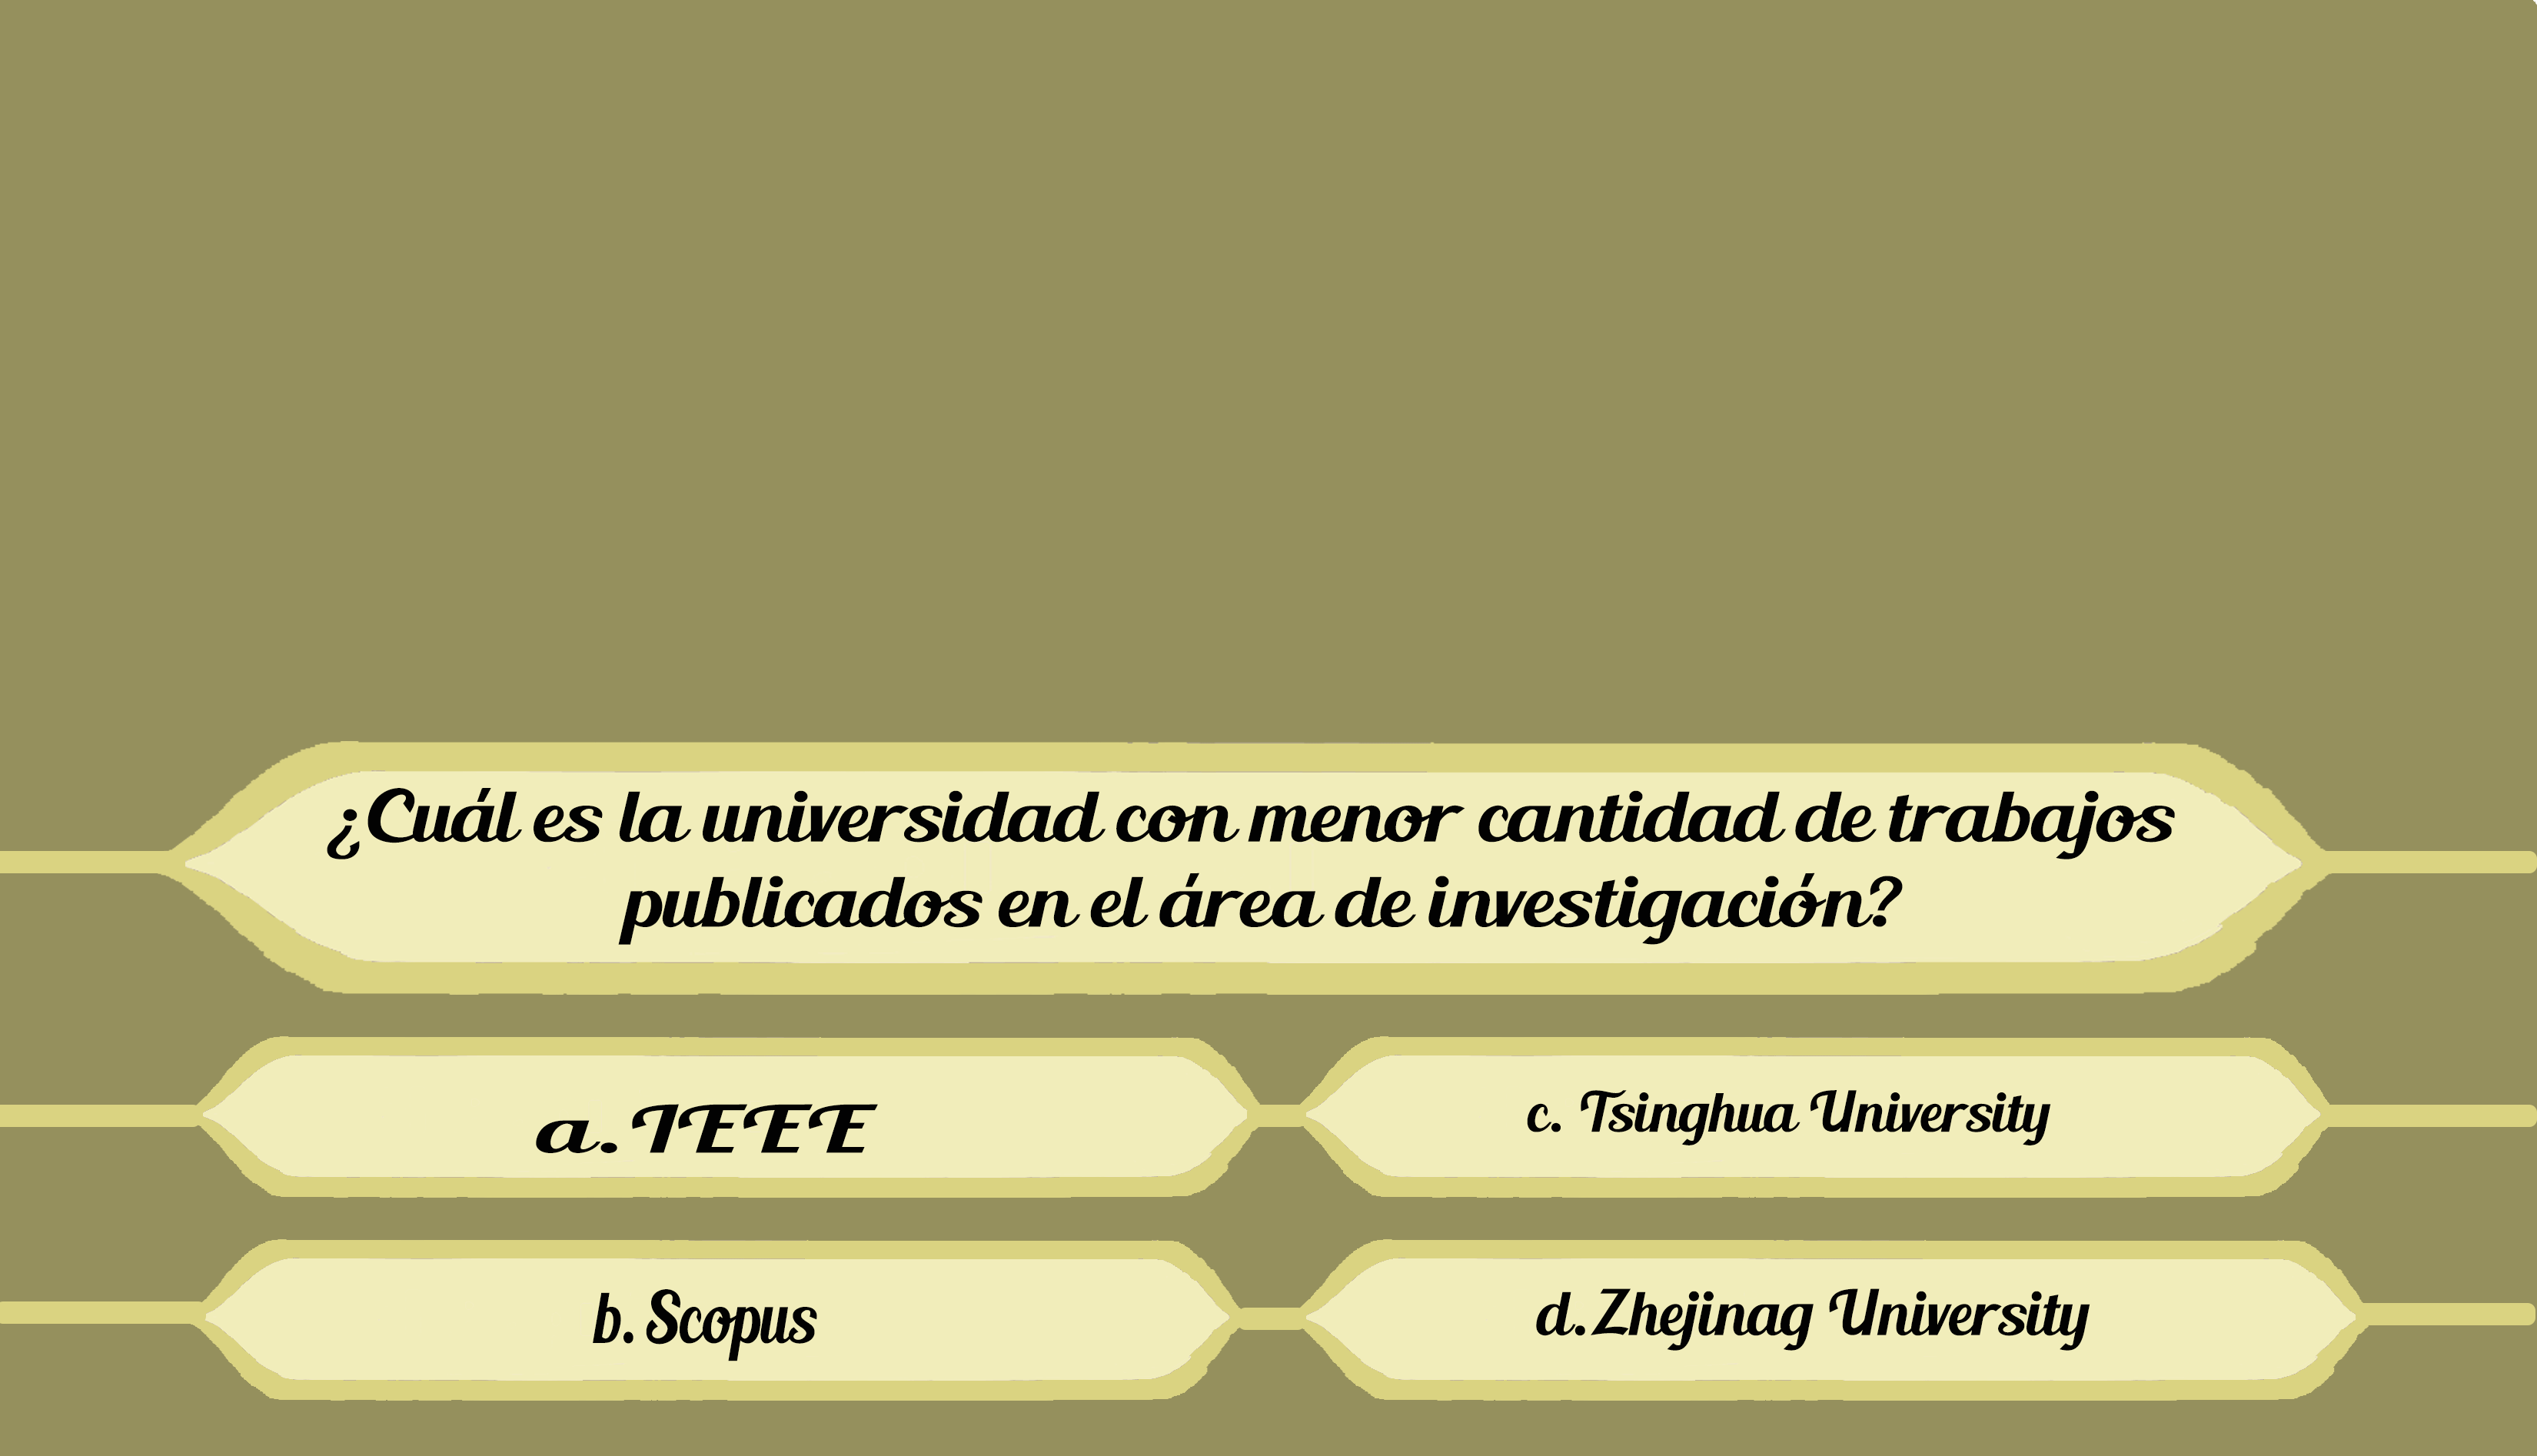 ¿Cuál es la universidad con menor cantidad de trabajos
publicados en el área de investigación?
a. IEEE
c. Tsinghua University
b. Scopus
d. Zhejinag University